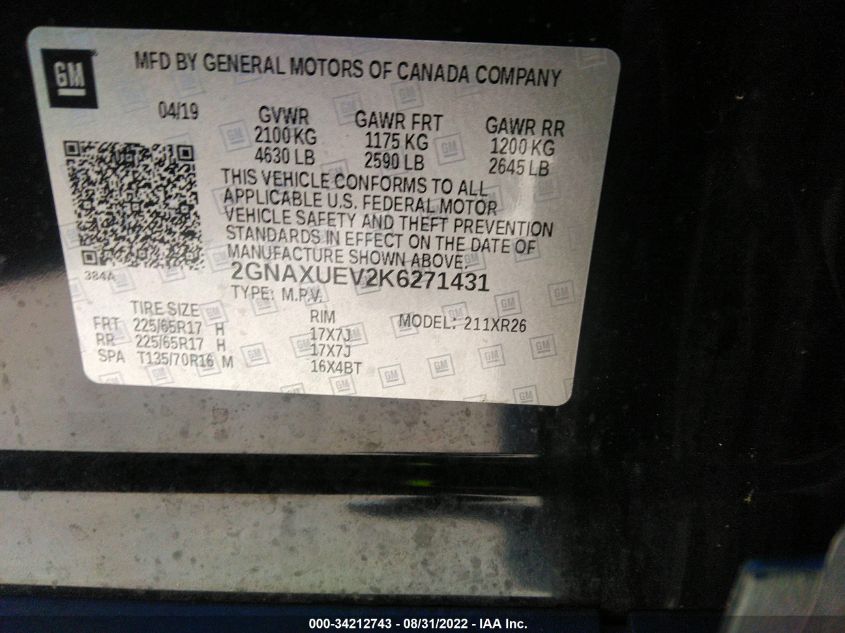 GM
MFD BY GENERAL MOTORS OF CANADA COMPANY
04/19 GVWR GAWR FRT GAWR RR
2100 KG 1175 KG 1200 KG
4630 LB 2590 LB 2645 LB
THIS VEHICLE CONFORMS TO ALL
APPLICABLE U.S. FEDERAL MOTOR
VEHICLE SAFETY AND THEFT PREVENTION
STANDARDS IN EFFECT ON THE DATE OF
MANUFACTURE SHOWN ABOVE.
384A 2GNAXUEV2K6271431
TYPE: M.P.V.
TIRE SIZE RIM MODEL: 211XR26
FRT 225/65R17 H 17X7J
RR 225/65R17 H 17X7J
SPA T135/70R16 M 16X4BT
000-34212743 - 08/31/2022 - IAA Inc.